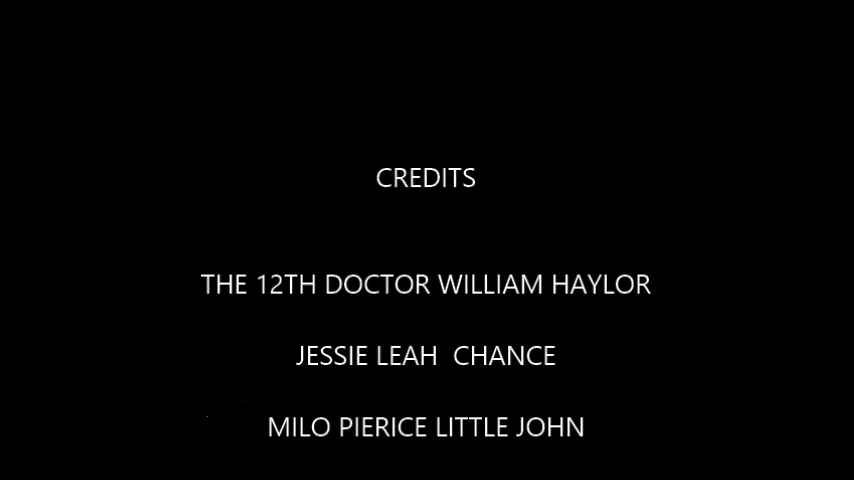 CREDITS
THE 12TH DOCTOR WILLIAM HAYLOR
JESSIE LEAH  CHANCE
MILO PIERICE LITTLE JOHN